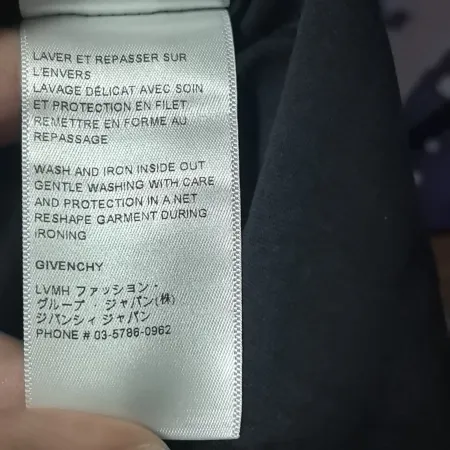 LAVER ET REPASSER SUR
L'ENVERS
LAVAGE DÉLICAT AVEC SOIN
ET PROTECTION EN FILET
REMETTRE EN FORME AU
REPASSAGE
WASH AND IRON INSIDE OUT
GENTLE WASHING WITH CARE
AND PROTECTION IN A NET
RESHAPE GARMENT DURING
IRONING
GIVENCHY
LVMH ファッション・
グループ・ジャパン(株)
ジバンシィ ジャパン
PHONE # 03-5786-0962